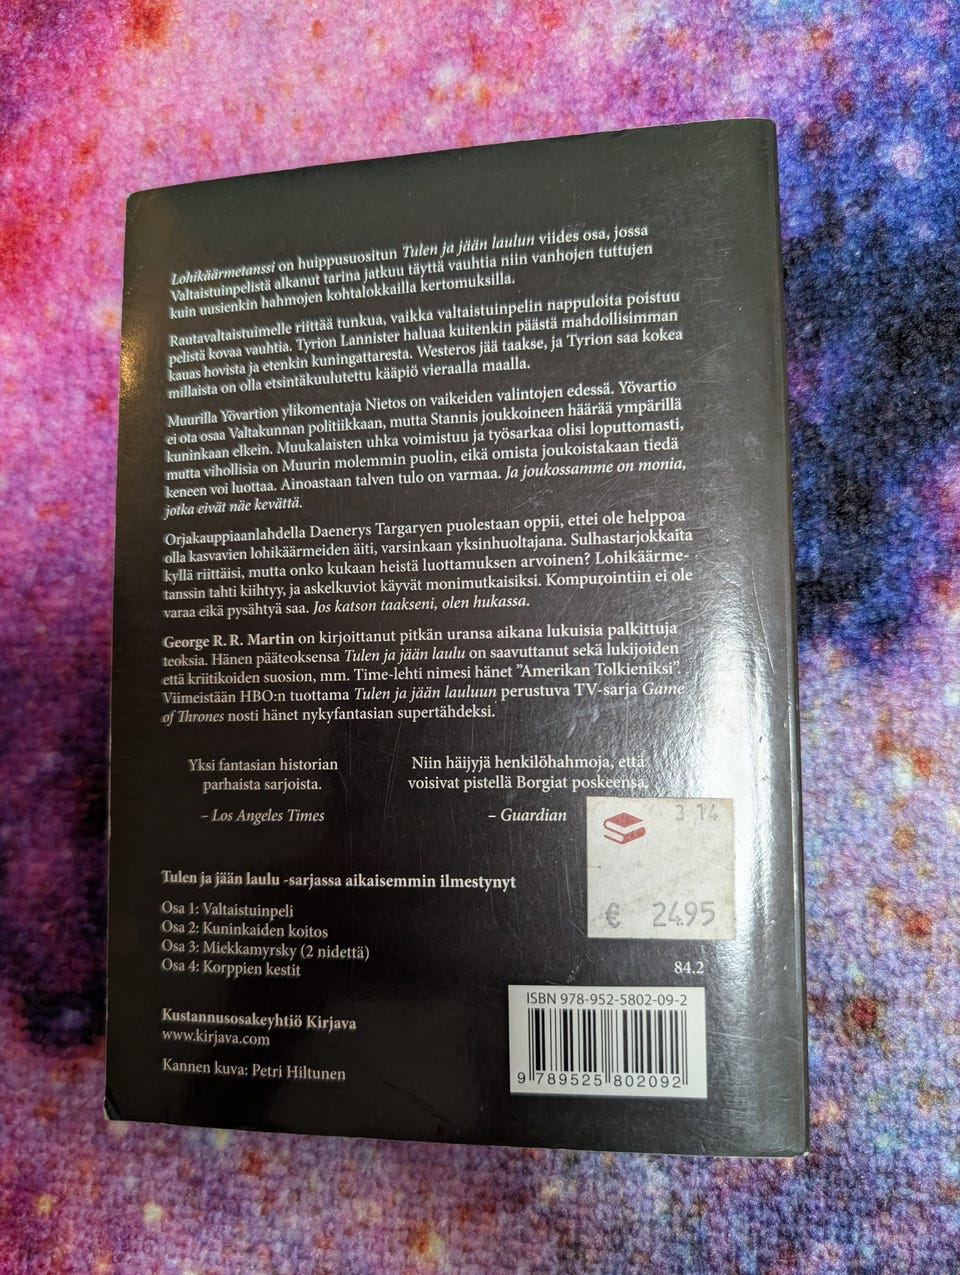 Lohikäärmetanssi on huippusuositun Tulen ja jään laulun viides osa, jossa
Valtaistuinpelistä alkanut tarina jatkuu täyttä vauhtia niin vanhojen tuttujen
kuin uusienkin hahmojen kohtalokkailla kertomuksilla.
Rautavaltaistuimelle riittää tunkua, vaikka valtaistuinpelin nappuloita poistuu
pelistä kovaa vauhtia. Tyrion Lannister haluaa kuitenkin päästä mahdollisimman
kauas hovista ja etenkin kuningattaresta. Westeros jää taakse, ja Tyrion saa kokea
millaista on olla etsintäkuulutettu kääpiö vieraalla maalla.
Muurilla Yövartion ylikomentaja Nietos on vaikeiden valintojen edessä. Yövartio
ei ota osaa Valtakunnan politiikkaan, mutta Stannis joukkoineen häärää ympärillä
kuninkaan elkein. Muukalaisten uhka voimistuu ja työsarkaa olisi loputtomasti,
mutta vihollisia on Muurin molemmin puolin, eikä omista joukoistakaan tiedä
keneen voi luottaa. Ainoastaan talven tulo on varmaa. Ja joukossamme on monia,
jotka eivät näe kevättä.
Orjakauppiaanlahdella Daenerys Targaryen puolestaan oppii, ettei ole helppoa
olla kasvavien lohikäärmeiden äiti, varsinkaan yksinhuoltajana. Sulhastarjokkaita
kyllä riittäisi, mutta onko kukaan heistä luottamuksen arvoinen? Lohikäärme-
tanssin tahti kiihtyy, ja askelkuviot käyvät monimutkaisiksi. Kompurointiin ei ole
varaa eikä pysähtyä saa. Jos katson taakseni, olen hukassa.
George R. R. Martin on kirjoittanut pitkän uransa aikana lukuisia palkittuja
teoksia. Hänen pääteoksensa Tulen ja jään laulu on saavuttanut sekä lukijoiden
että kriitikoiden suosion, mm. Time-lehti nimesi hänet ”Amerikan Tolkieniksi”.
Viimeistään HBO:n tuottama Tulen ja jään lauluun perustuva TV-sarja Game
of Thrones nosti hänet nykyfantasian supertähdeksi.
Yksi fantasian historian
parhaista sarjoista.
– Los Angeles Times
Niin häijyjä henkilöhahmoja, että
voisivat pistellä Borgiat poskeensa.
– Guardian
3 14
€ 24.95
Tulen ja jään laulu -sarjassa aikaisemmin ilmestynyt
Osa 1: Valtaistuinpeli
Osa 2: Kuninkaiden koitos
Osa 3: Miekkamyrsky (2 nidettä)
Osa 4: Korppien kestit
84.2
Kustannusosakeyhtiö Kirjava
www.kirjava.com
Kannen kuva: Petri Hiltunen
ISBN 978-952-5802-09-2
9 789525 802092